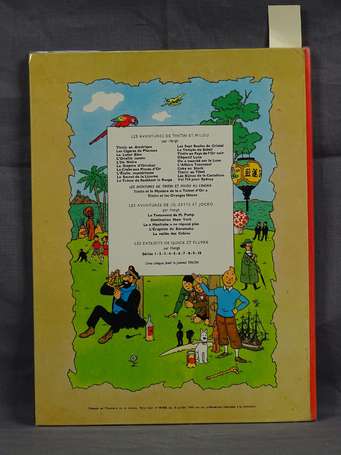 LES AVENTURES DE TINTIN ET MILOU
par Hergé
Tintin en Amérique
Les Cigares du Pharaon
Le Lotus Bleu
L'Oreille cassée
L'Ile Noire
Le Sceptre d'Ottokar
Le Crabe aux Pinces d'Or
L'Étoile mystérieuse
Le Secret de la Licorne
Le Trésor de Rackham le Rouge
Les Sept Boules de Cristal
Le Temple du Soleil
Tintin au Pays de l'Or noir
Objectif Lune
On a marché sur la Lune
L'Affaire Tournesol
Coke en Stock
Tintin au Tibet
Les Bijoux de la Castafiore
Vol 714 pour Sydney
LES AVENTURES DE TINTIN ET MILOU AU CINÉMA
Tintin et le Mystère de la « Toison d'Or »
Tintin et les Oranges bleues
LES AVENTURES DE JO, ZETTE ET JOCKO
par Hergé
Le Testament de M. Pump
Destination New York
Le « Manitoba » ne répond plus
L'Éruption du Karamako
La vallée des Cobras
LES EXPLOITS DE QUICK ET FLUPKE
par Hergé
Séries 1 - 2 - 3 - 4 - 5 - 6 - 7 - 8 - 9 - 10